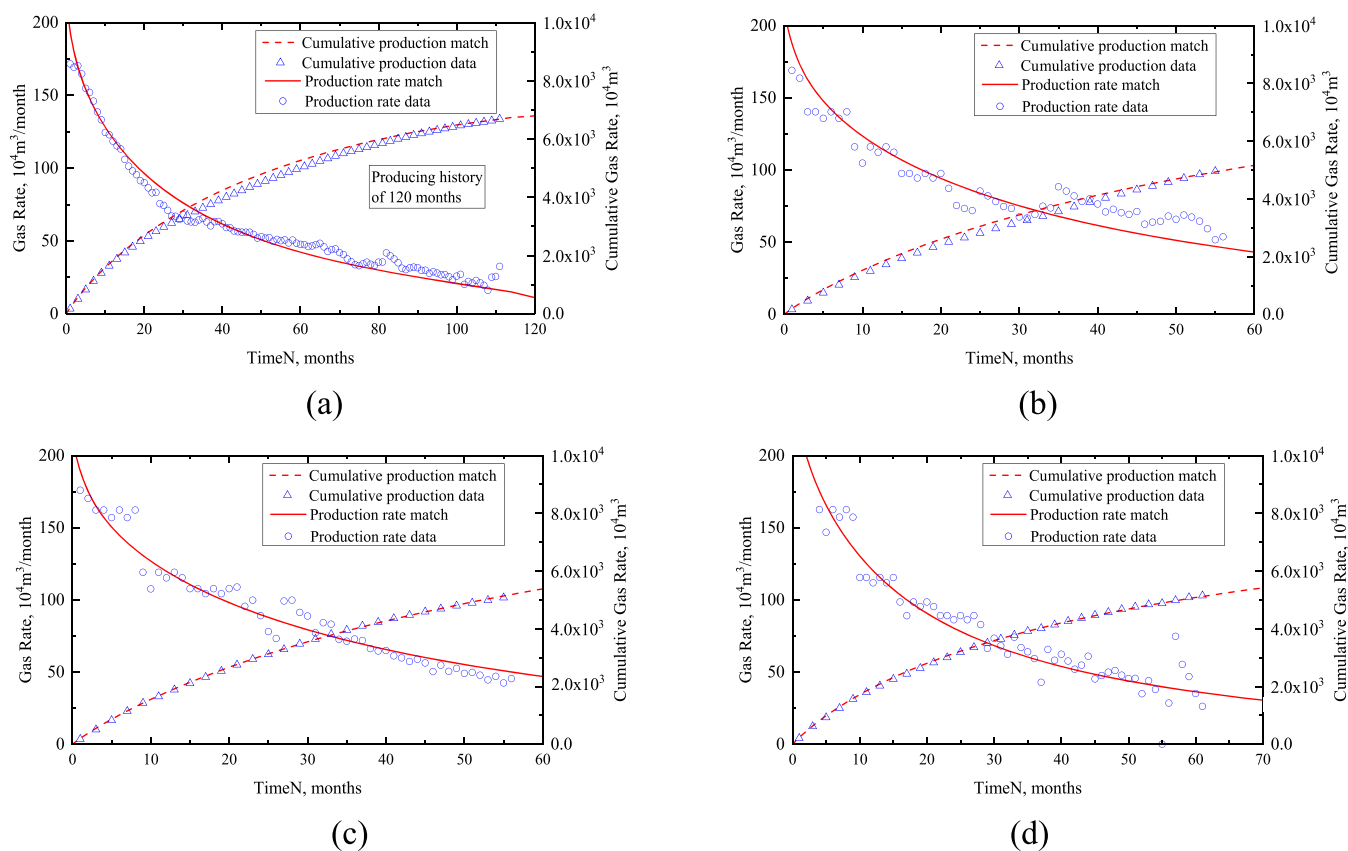 200
150
100
50
0
Gas Rate, 10⁴m³/month
Cumulative production match
Cumulative production data
Production rate match
Production rate data
Producing history
of 120 months
1.0x10⁴
8.0x10³
6.0x10³
4.0x10³
2.0x10³
0.0
Cumulative Gas Rate, 10⁴m³
0 20 40 60 80 100 120
TimeN, months
(a)
200
150
100
50
0
Gas Rate, 10⁴m³/month
Cumulative production match
Cumulative production data
Production rate match
Production rate data
1.0x10⁴
8.0x10³
6.0x10³
4.0x10³
2.0x10³
0.0
Cumulative Gas Rate, 10⁴m³
0 10 20 30 40 50 60
TimeN, months
(b)
200
150
100
50
0
Gas Rate, 10⁴m³/month
Cumulative production match
Cumulative production data
Production rate match
Production rate data
1.0x10⁴
8.0x10³
6.0x10³
4.0x10³
2.0x10³
0.0
Cumulative Gas Rate, 10⁴m³
0 10 20 30 40 50 60
TimeN, months
(c)
200
150
100
50
0
Gas Rate, 10⁴m³/month
Cumulative production match
Cumulative production data
Production rate match
Production rate data
1.0x10⁴
8.0x10³
6.0x10³
4.0x10³
2.0x10³
0.0
Cumulative Gas Rate, 10⁴m³
0 10 20 30 40 50 60 70
TimeN, months
(d)